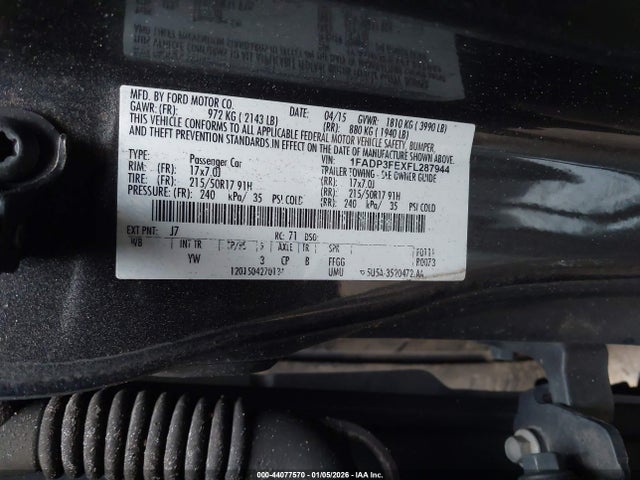 MFD. BY FORD MOTOR CO.
DATE: 04/15 GVWR: 1810 KG ( 3990 LB)
GAWR: (FR): 972 KG ( 2143 LB) (RR): 880 KG ( 1940 LB)
THIS VEHICLE CONFORMS TO ALL APPLICABLE FEDERAL MOTOR VEHICLE SAFETY, BUMPER,
AND THEFT PREVENTION STANDARDS IN EFFECT ON THE DATE OF MANUFACTURE SHOWN ABOVE.
VIN: 1FADP3FEXFL287944
TYPE: Passenger Car TRAILER TOWING - SEE OWNER GUIDE
RIM: (FR) 17x7.0J (RR): 17x7.0J
TIRE: (FR): 215/50R17 91H (RR): 215/50R17 91H
PRESSURE: (FR): 240 kPa/ 35 PSI COLD (RR): 240 kPa/ 35 PSI COLD
EXT PNT: J7 RC: 71 DSO:
WB INT TR AXLE TR SPR
YW 3 CP B FFGG R0073
UMU
000-44077570 - 01/05/2026 - IAA Inc.